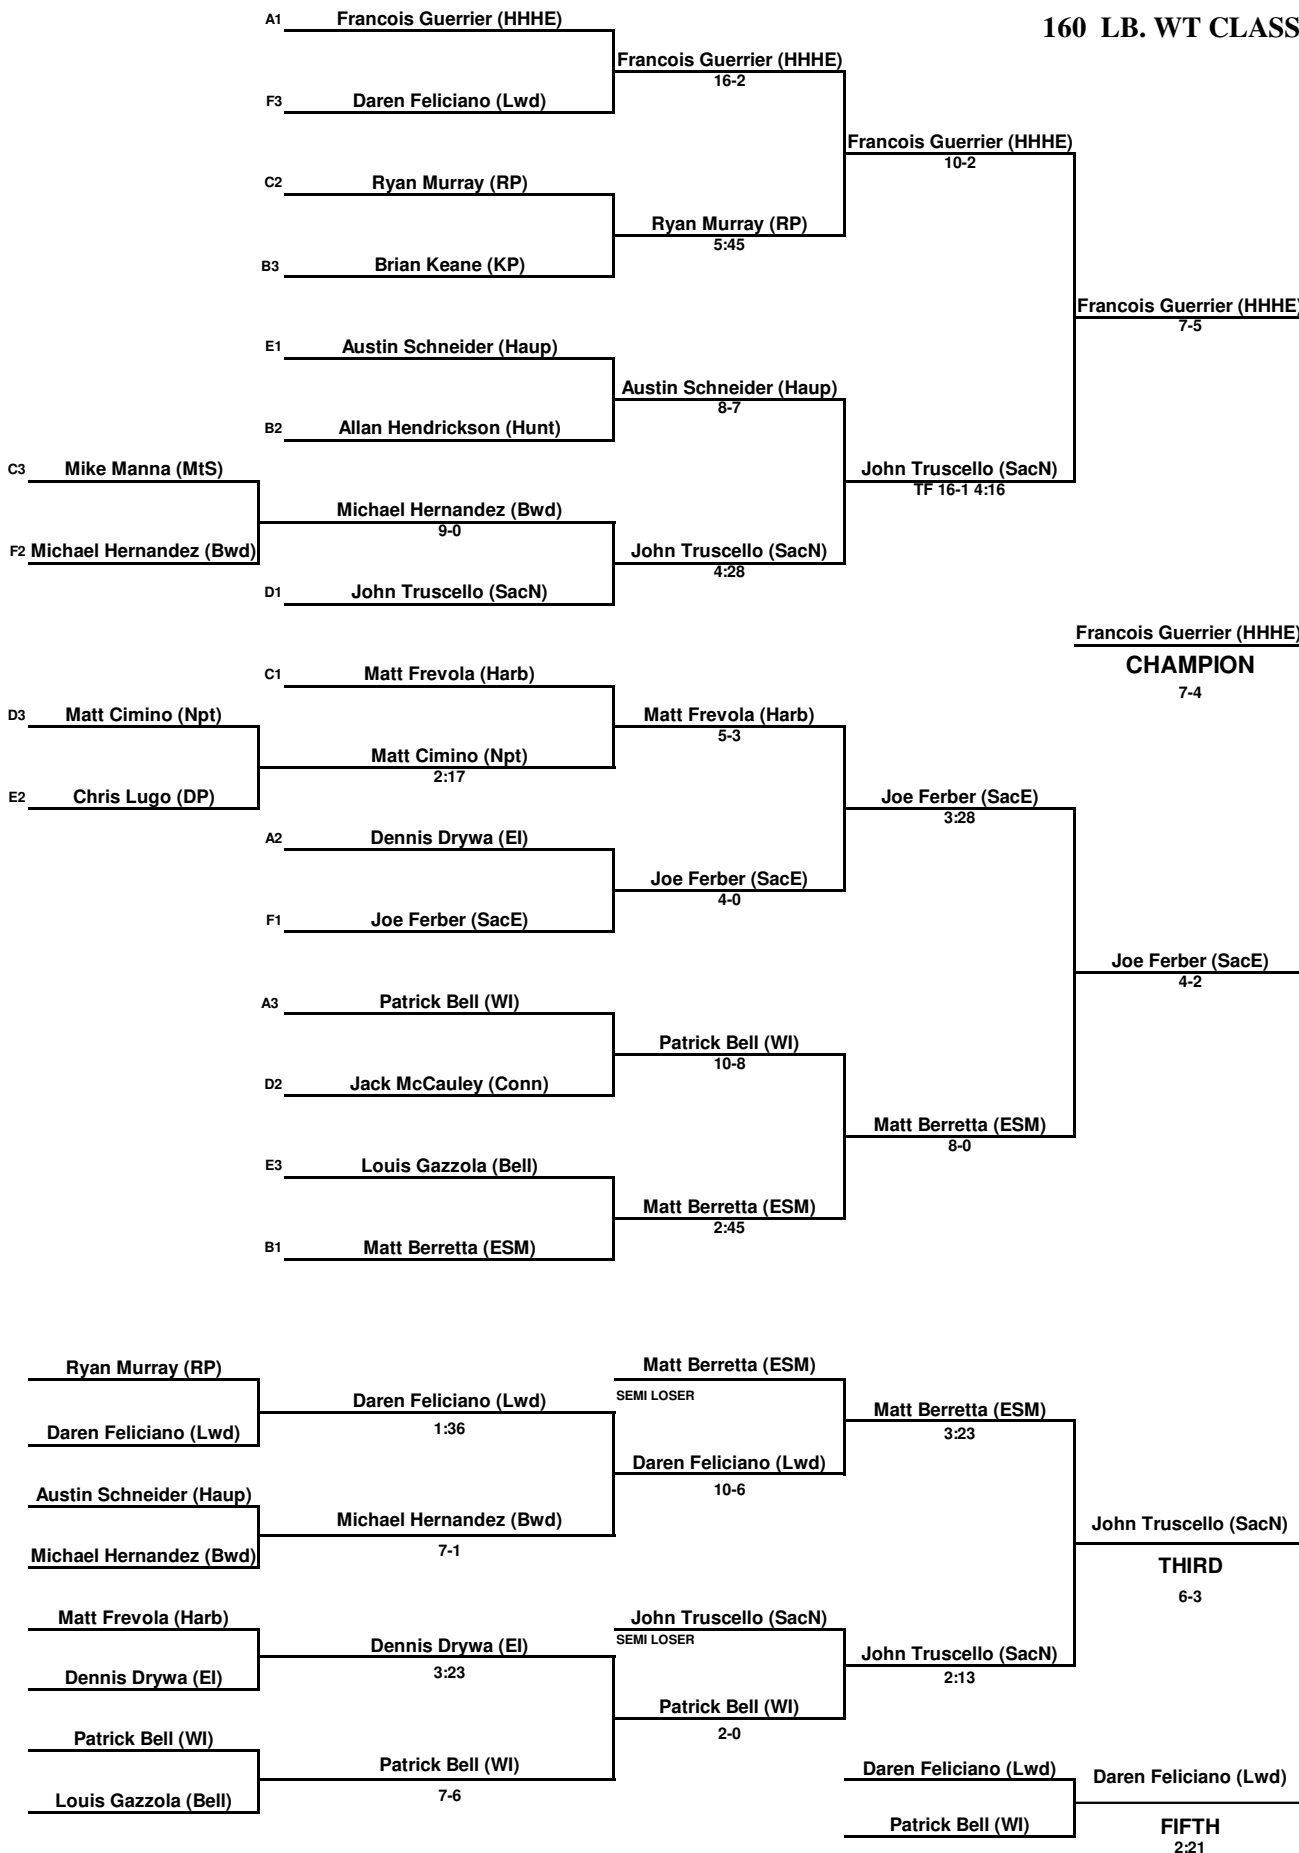 160 LB. WT CLASS
A1 Francois Guerrier (HHHE)
Francois Guerrier (HHHE)
16-2
F3 Daren Feliciano (Lwd)
Francois Guerrier (HHHE)
10-2
C2 Ryan Murray (RP)
Ryan Murray (RP)
5:45
B3 Brian Keane (KP)
Francois Guerrier (HHHE)
7-5
E1 Austin Schneider (Haup)
Austin Schneider (Haup)
8-7
B2 Allan Hendrickson (Hunt)
C3 Mike Manna (MtS)
John Truscello (SacN)
TF 16-1 4:16
Michael Hernandez (Bwd)
9-0
F2 Michael Hernandez (Bwd)
John Truscello (SacN)
4:28
D1 John Truscello (SacN)
Francois Guerrier (HHHE)
CHAMPION
7-4
C1 Matt Frevola (Harb)
D3 Matt Cimino (Npt)
Matt Frevola (Harb)
5-3
Matt Cimino (Npt)
2:17
E2 Chris Lugo (DP)
Joe Ferber (SacE)
3:28
A2 Dennis Drywa (EI)
Joe Ferber (SacE)
4-0
F1 Joe Ferber (SacE)
Joe Ferber (SacE)
4-2
A3 Patrick Bell (WI)
Patrick Bell (WI)
10-8
D2 Jack McCauley (Conn)
Matt Berretta (ESM)
8-0
E3 Louis Gazzola (Bell)
Matt Berretta (ESM)
2:45
B1 Matt Berretta (ESM)
Ryan Murray (RP)
Matt Berretta (ESM)
SEMI LOSER
Daren Feliciano (Lwd)
1:36
Matt Berretta (ESM)
3:23
Daren Feliciano (Lwd)
Daren Feliciano (Lwd)
10-6
Austin Schneider (Haup)
Michael Hernandez (Bwd)
7-1
John Truscello (SacN)
THIRD
6-3
Michael Hernandez (Bwd)
Matt Frevola (Harb)
John Truscello (SacN)
SEMI LOSER
Dennis Drywa (EI)
3:23
John Truscello (SacN)
2:13
Dennis Drywa (EI)
Patrick Bell (WI)
2-0
Patrick Bell (WI)
Patrick Bell (WI)
7-6
Daren Feliciano (Lwd)
Daren Feliciano (Lwd)
Louis Gazzola (Bell)
Patrick Bell (WI)
FIFTH
2:21